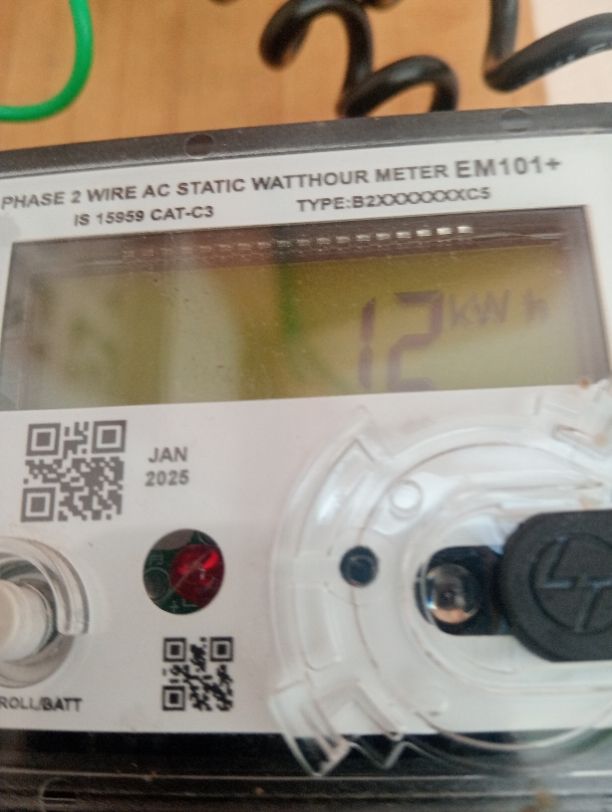 PHASE 2 WIRE AC STATIC WATTHOUR METER EM101+
IS 15959 CAT-C3 TYPE:B2XXXXXXXC5
12 kWh
JAN
2025
ROLL/BATT
LT